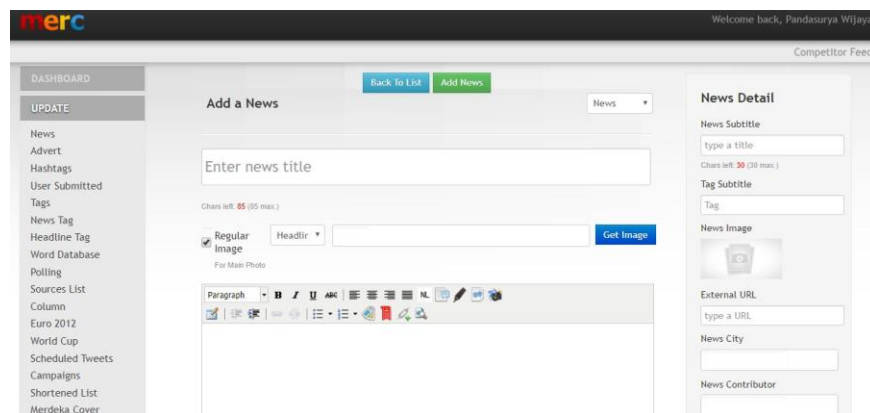 merc
Welcome back, Pandasurya Wijaya
Competitor Feed
DASHBOARD
UPDATE
News
Advert
Hashtags
User Submitted
Tags
News Tag
Headline Tag
Word Database
Polling
Sources List
Column
Euro 2012
World Cup
Scheduled Tweets
Campaigns
Shortened List
Merdeka Cover
Back To List
Add News
Add a News
News
Enter news title
Chars left: 85 (85 max.)
Regular
Image
Headlir
Get Image
For Main Photo
Paragraph
B I U ABC
NL
News Detail
News Subtitle
type a title
Chars left: 30 (30 max.)
Tag Subtitle
Tag
News Image
External URL
type a URL
News City
News Contributor